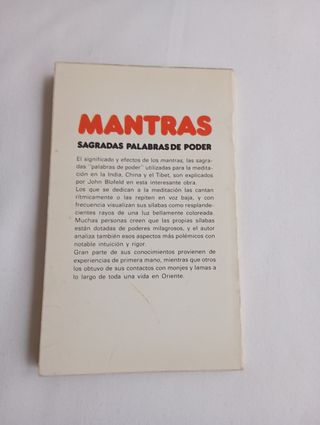 MANTRAS
SAGRADAS PALABRAS DE PODER
El significado y efectos de los mantras, las sagra-
das "palabras de poder" utilizadas para la medita-
ción en la India, China y el Tibet, son explicados
por John Blofeld en esta interesante obra.
Los que se dedican a la meditación las cantan
rítmicamente o las repiten en voz baja, y con
frecuencia visualizan sus sílabas como resplande-
cientes rayos de una luz bellamente coloreada.
Muchas personas creen que las propias sílabas
están dotadas de poderes milagrosos, y el autor
analiza también esos aspectos más polémicos con
notable intuición y rigor.
Gran parte de sus conocimientos provienen de
experiencias de primera mano, mientras que otros
los obtuvo de sus contactos con monjes y lamas a
lo largo de toda una vida en Oriente.